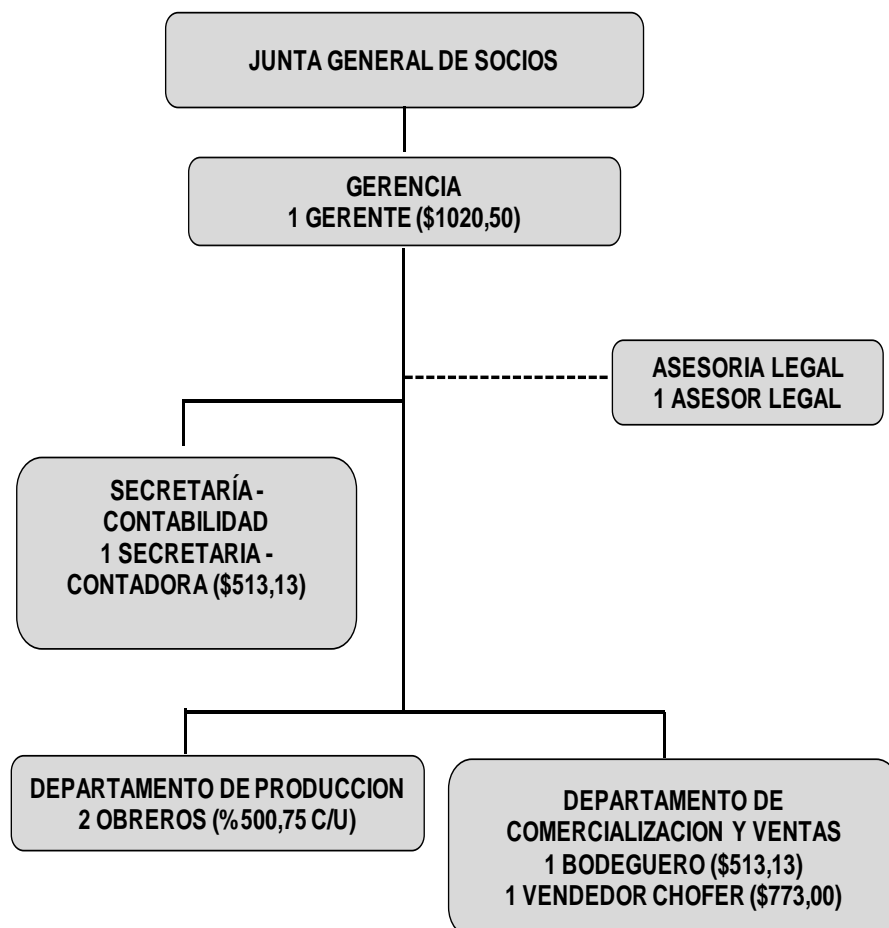 JUNTA GENERAL DE SOCIOS
GERENCIA
1 GERENTE ($1020,50)
ASESORIA LEGAL
1 ASESOR LEGAL
SECRETARÍA -
CONTABILIDAD
1 SECRETARIA -
CONTADORA ($513,13)
DEPARTAMENTO DE PRODUCCION
2 OBREROS (%500,75 C/U)
DEPARTAMENTO DE
COMERCIALIZACION Y VENTAS
1 BODEGUERO ($513,13)
1 VENDEDOR CHOFER ($773,00)